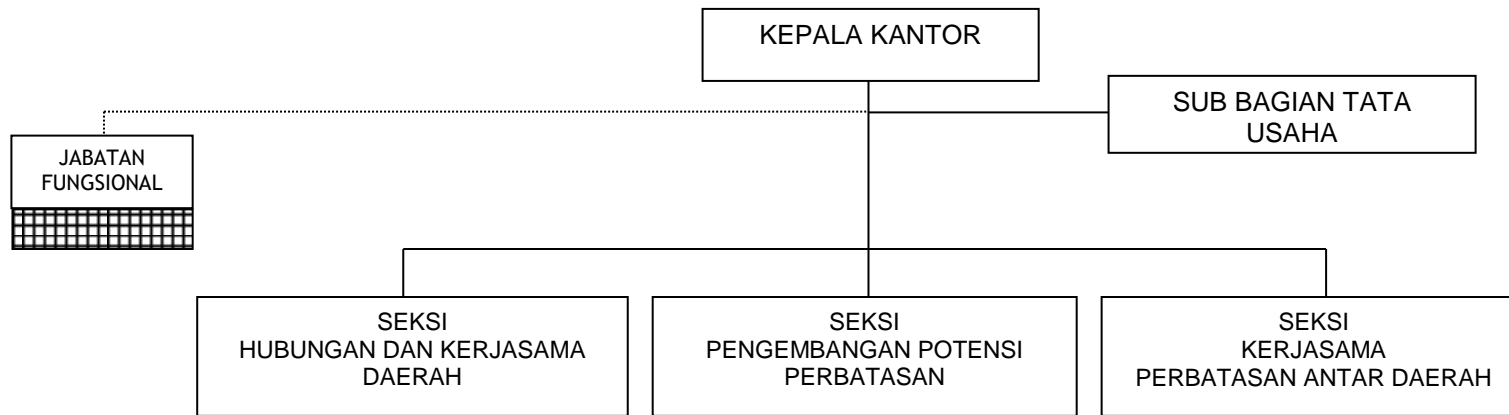 KEPALA KANTOR
SUB BAGIAN TATA
USAHA
JABATAN
FUNGSIONAL
SEKSI
HUBUNGAN DAN KERJASAMA
DAERAH
SEKSI
PENGEMBANGAN POTENSI
PERBATASAN
SEKSI
KERJASAMA
PERBATASAN ANTAR DAERAH